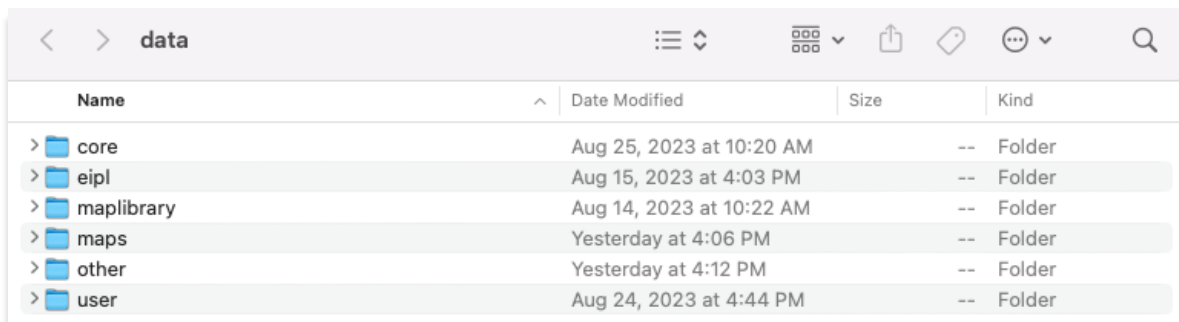 data
Name Date Modified Size Kind
core Aug 25, 2023 at 10:20 AM -- Folder
eipl Aug 15, 2023 at 4:03 PM -- Folder
maplibrary Aug 14, 2023 at 10:22 AM -- Folder
maps Yesterday at 4:06 PM -- Folder
other Yesterday at 4:12 PM -- Folder
user Aug 24, 2023 at 4:44 PM -- Folder